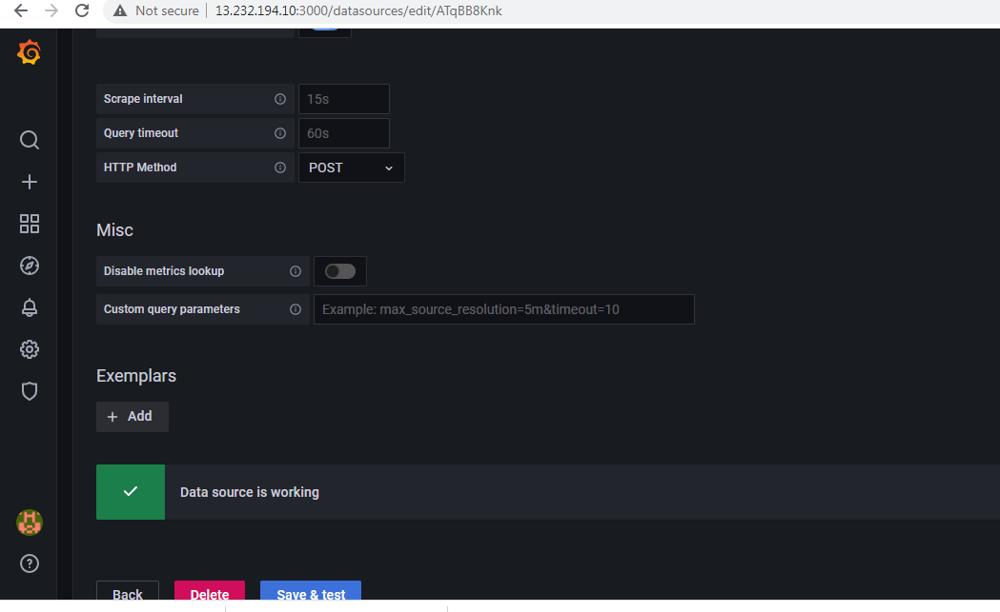 Not secure | 13.232.194.10:3000/datasources/edit/ATqBB8Knk
Scrape interval 15s
Query timeout 60s
HTTP Method POST
Misc
Disable metrics lookup
Custom query parameters Example: max_source_resolution=5m&timeout=10
Exemplars
+ Add
Data source is working
Back Delete Save & test